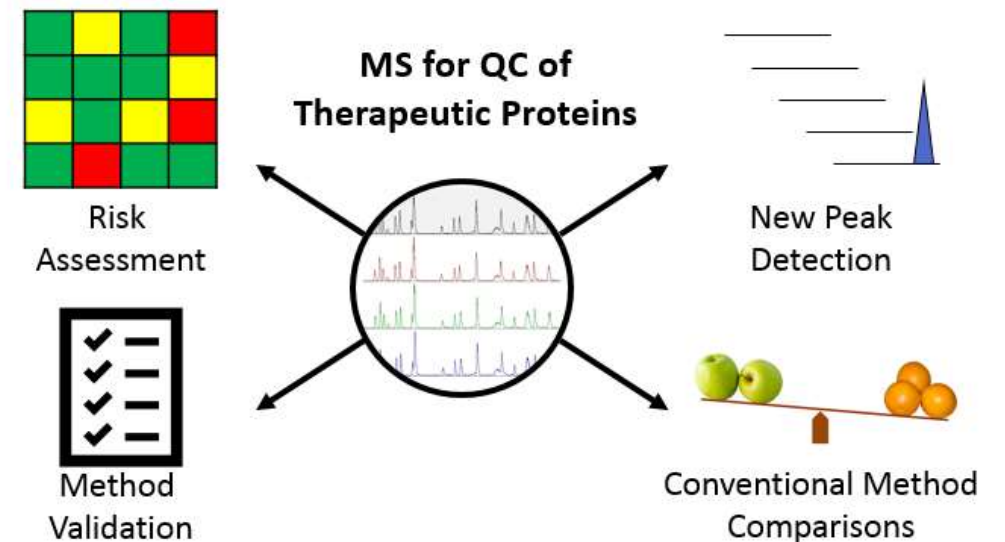 MS for QC of
Therapeutic Proteins
Risk
Assessment
New Peak
Detection
Method
Validation
Conventional Method
Comparisons